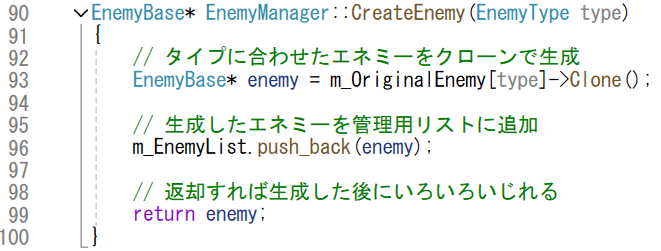 90 EnemyBase* EnemyManager::CreateEnemy(EnemyType type)
91 {
92 // タイプに合わせたエネミーをクローンで生成
93 EnemyBase* enemy = m_OriginalEnemy[type]->Clone();
94
95 // 生成したエネミーを管理用リストに追加
96 m_EnemyList.push_back(enemy);
97
98 // 返却すれば生成した後にいろいろいじれる
99 return enemy;
100 }